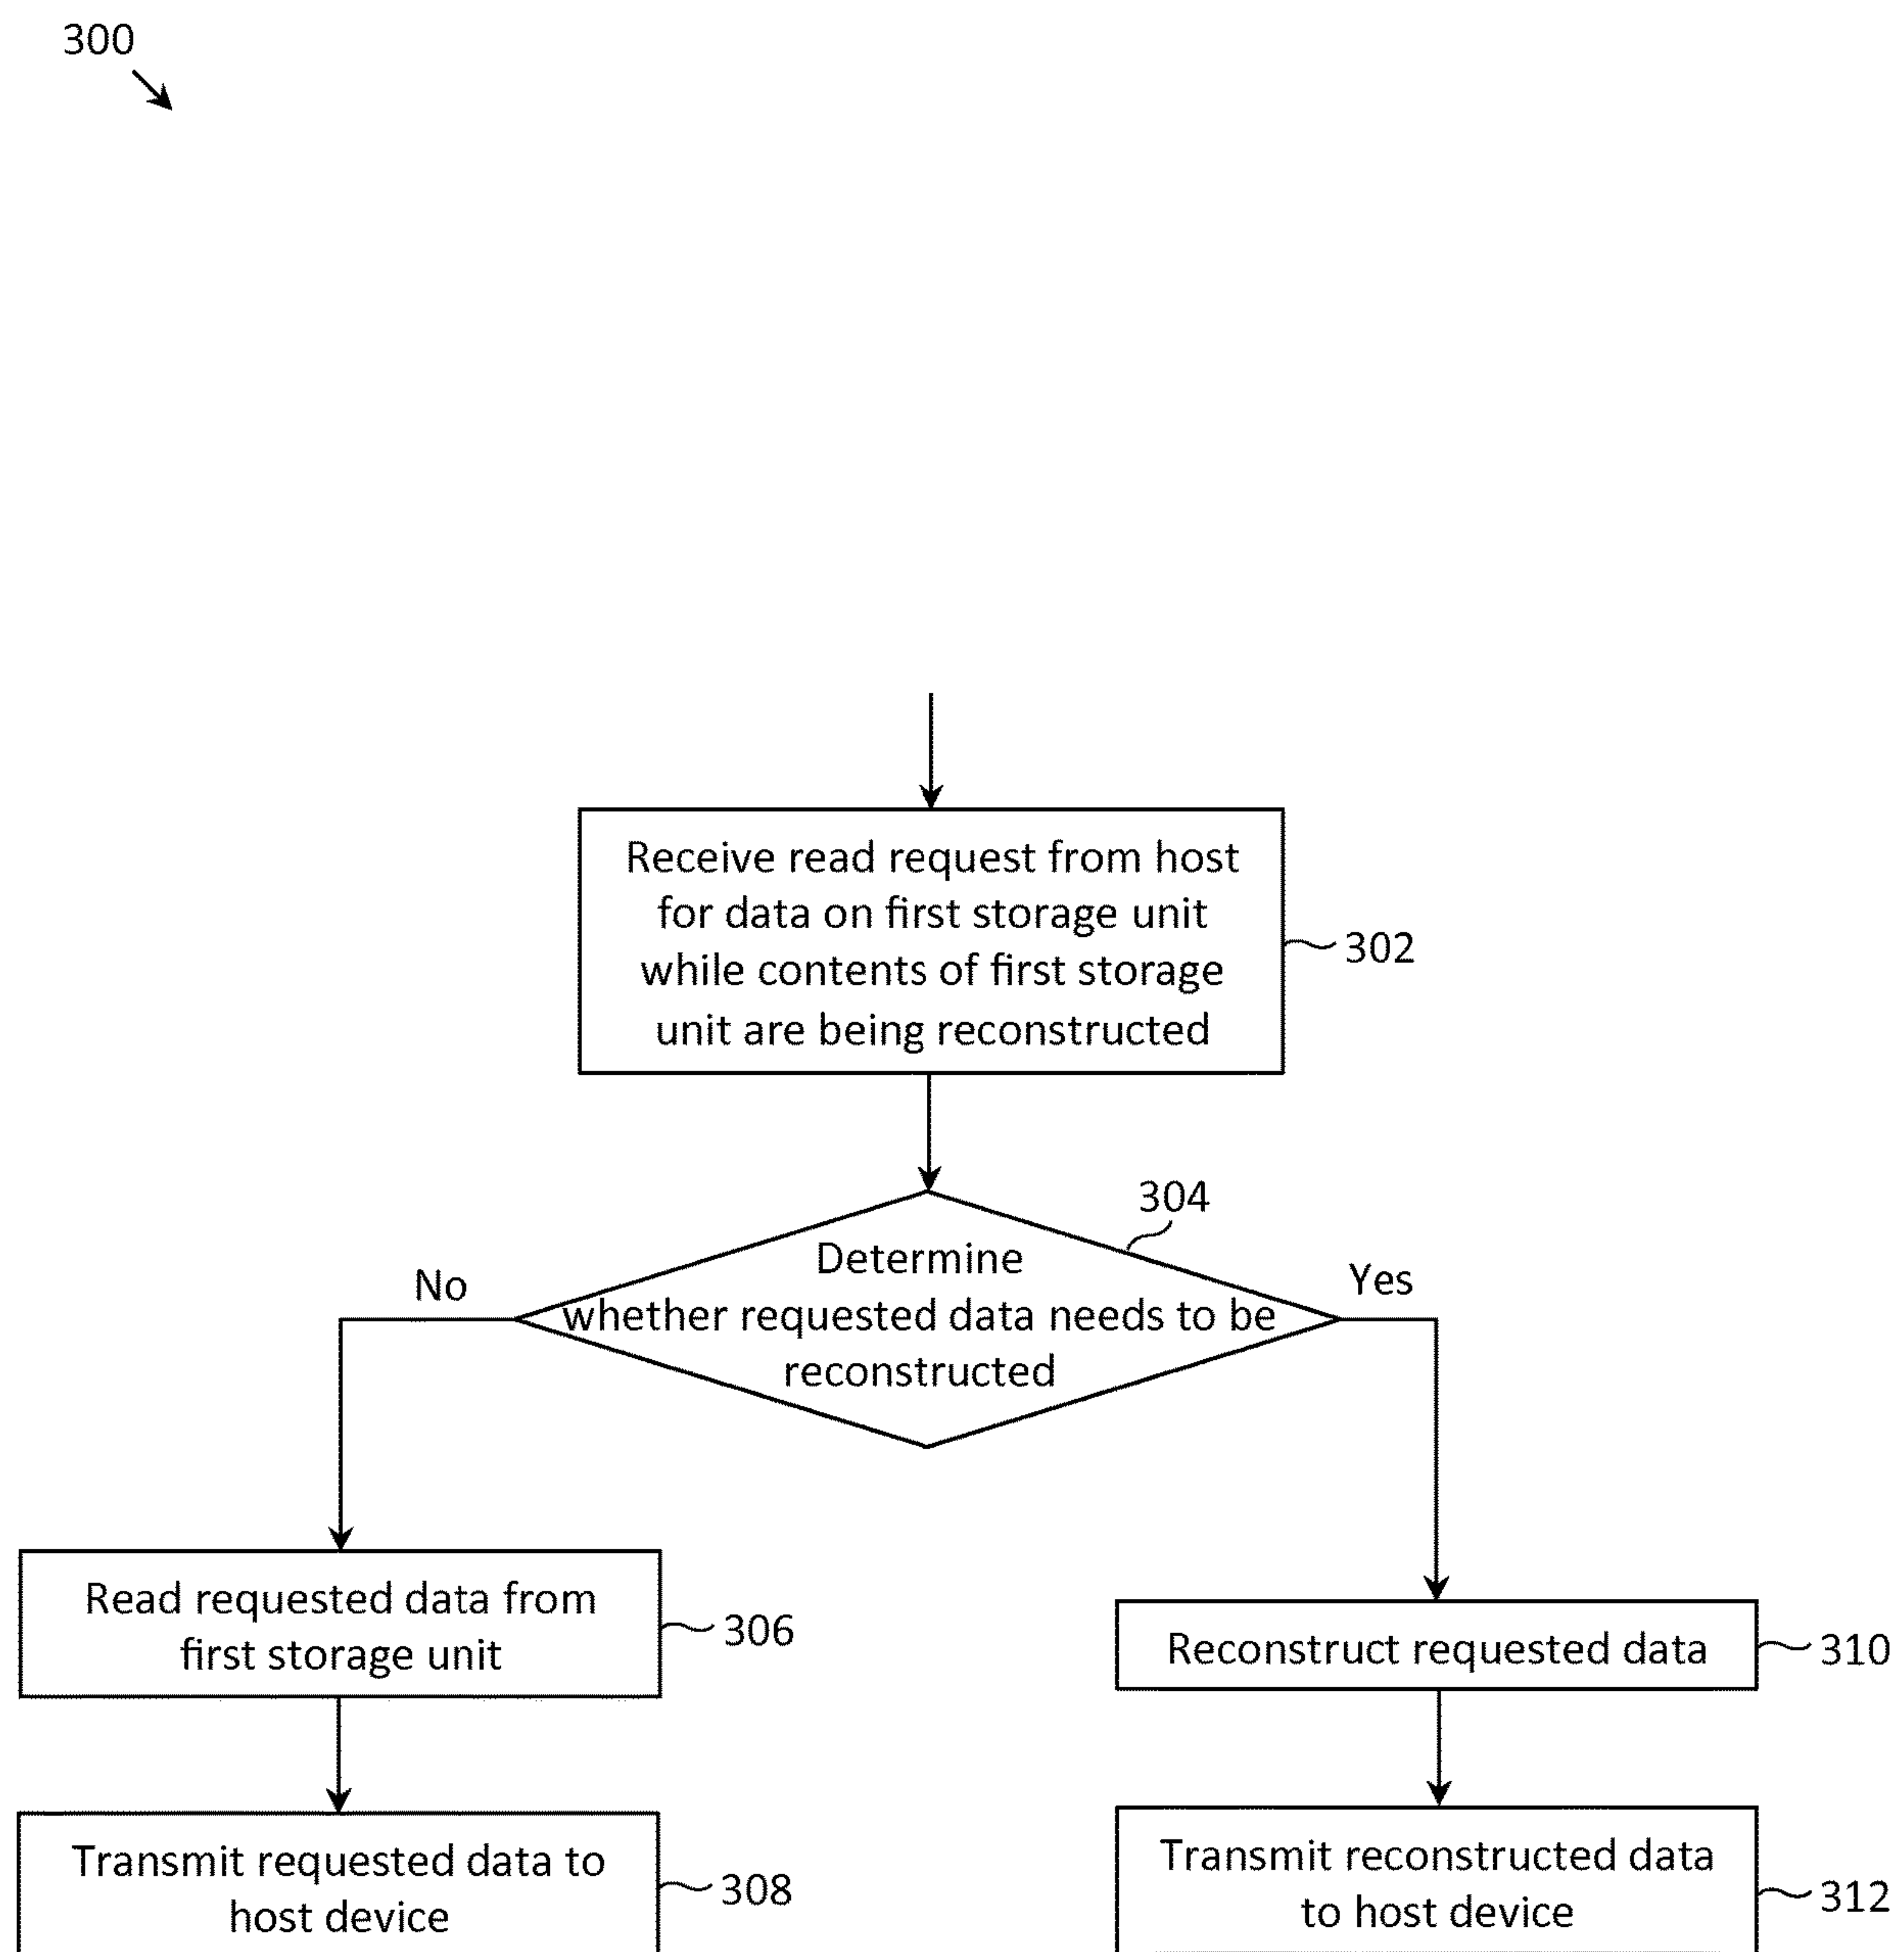 300
Receive read request from host
for data on first storage unit
while contents of first storage
unit are being reconstructed
302
304
Determine
whether requested data needs to be
reconstructed
No
Yes
Read requested data from
first storage unit
306
Reconstruct requested data
310
Transmit requested data to
host device
308
Transmit reconstructed data
to host device
312